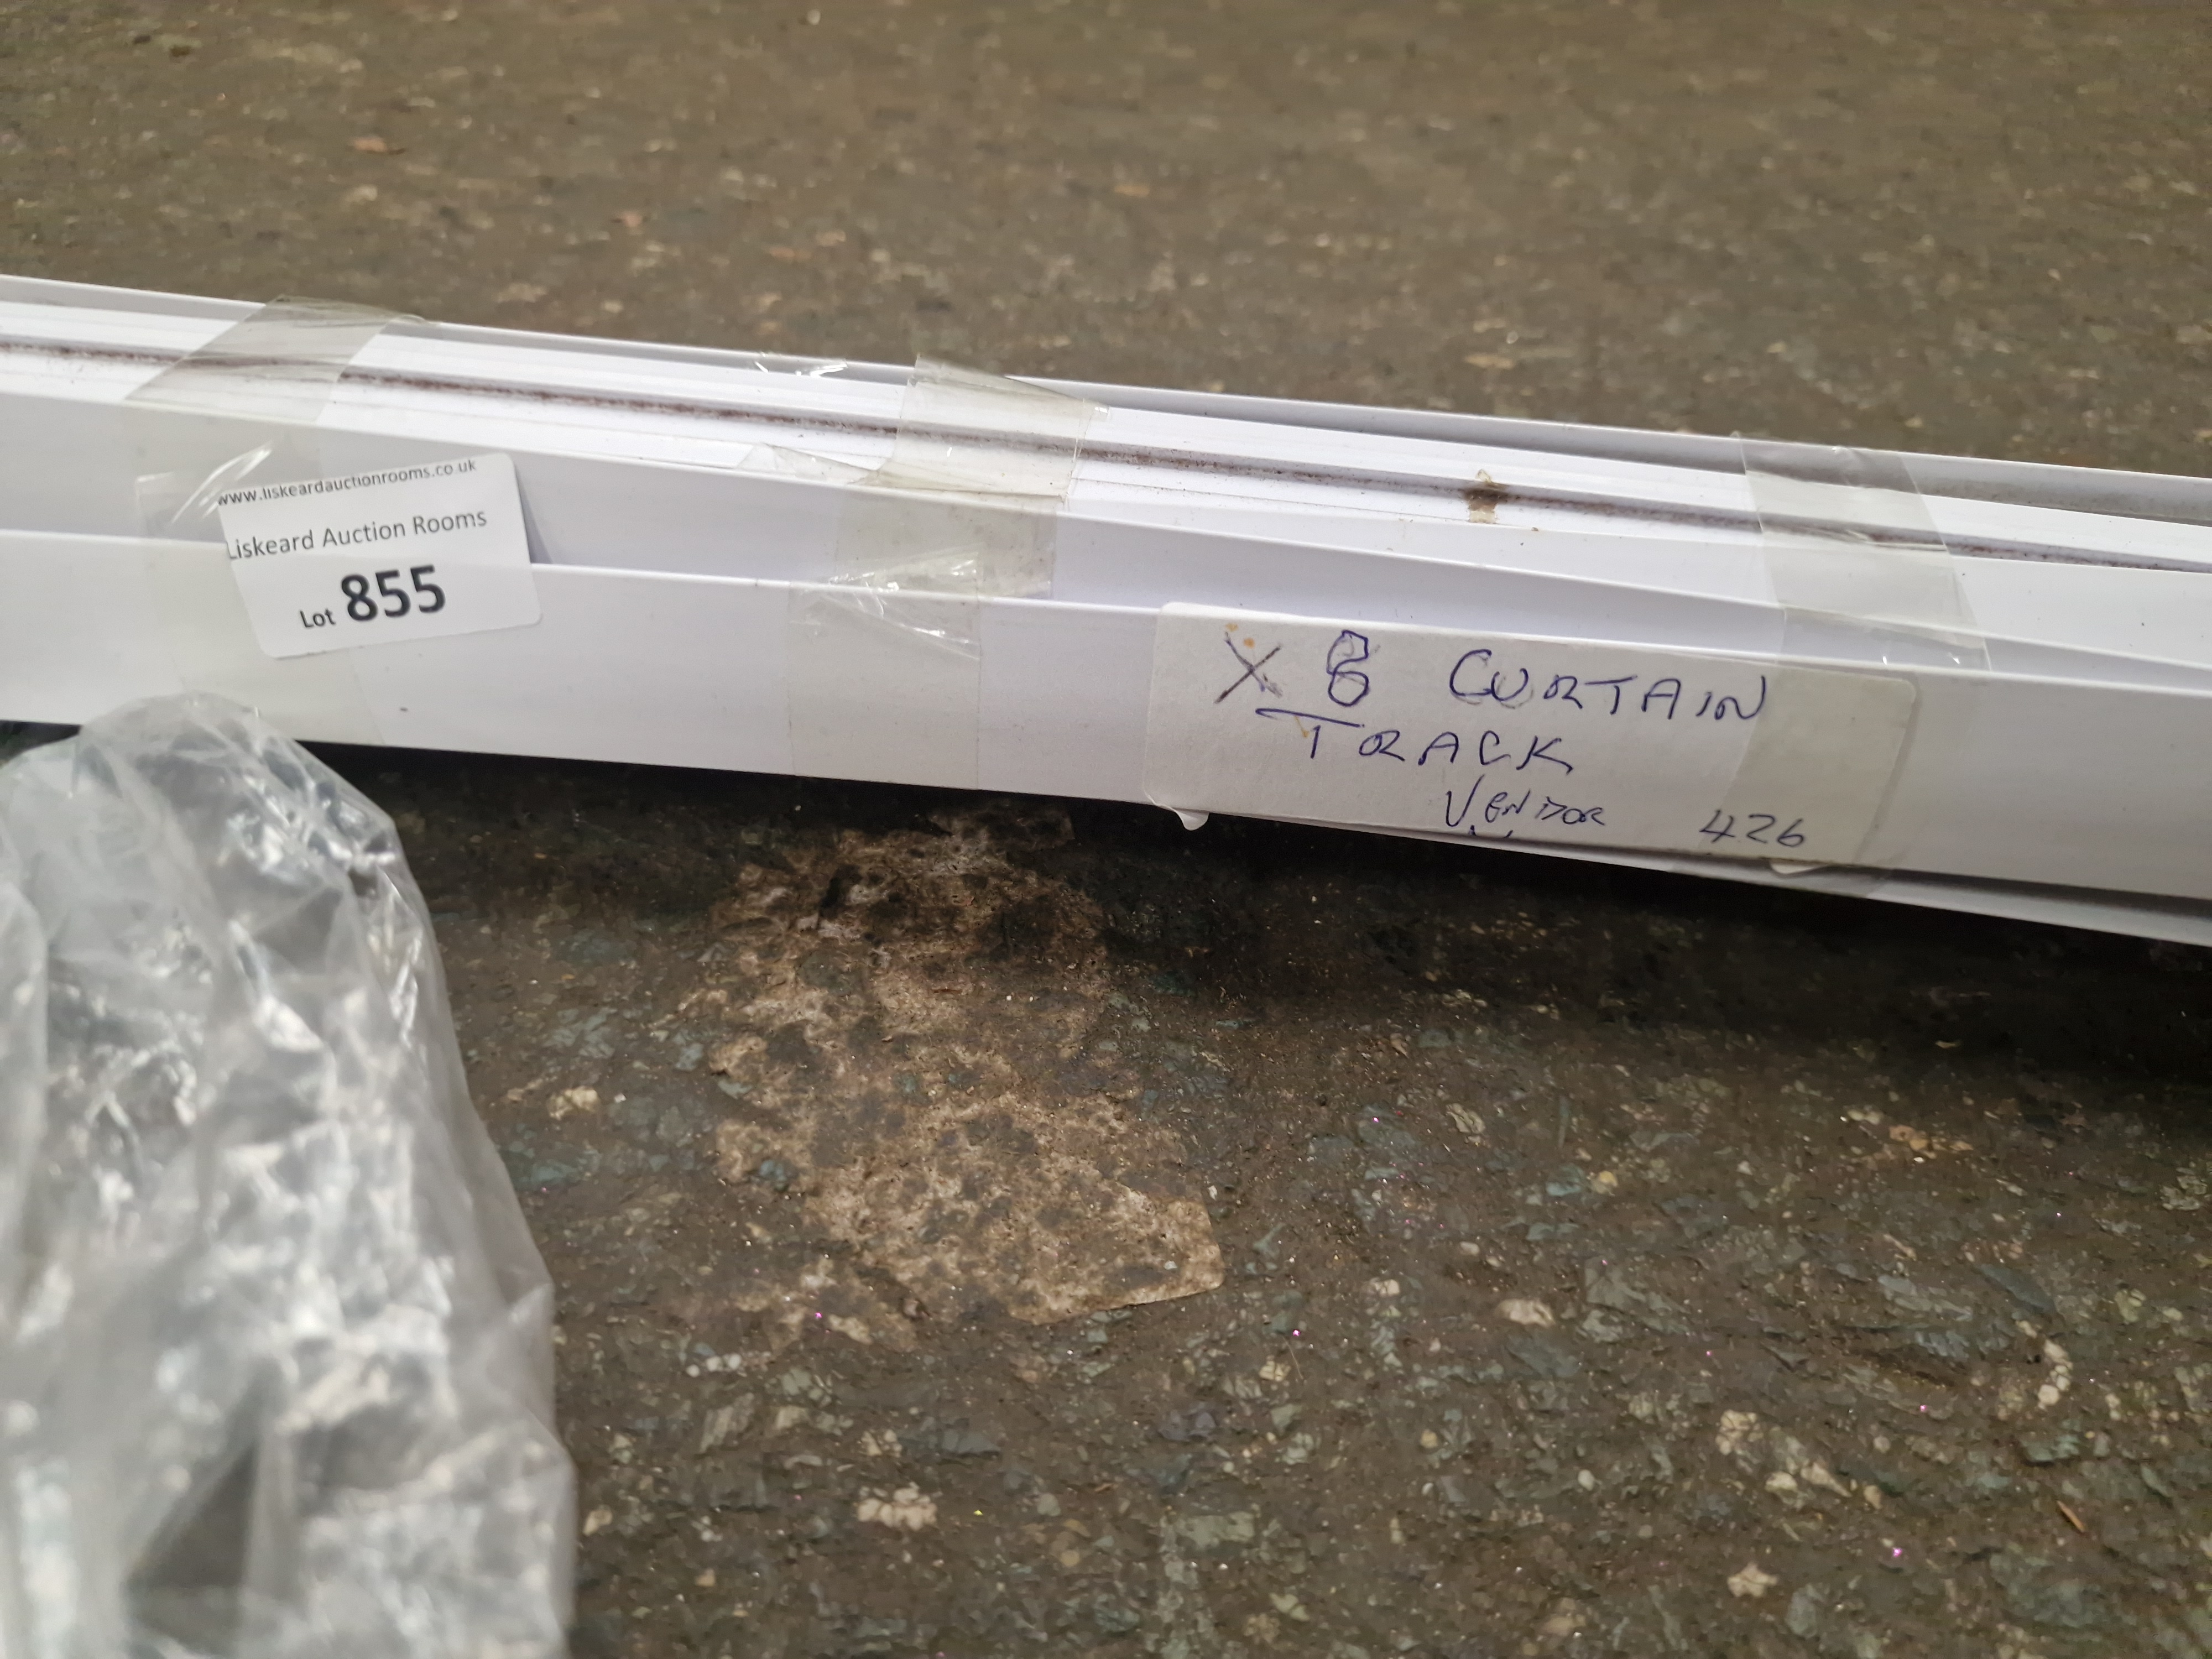 www.liskeardauctionrooms.co.uk
Liskeard Auction Rooms
Lot 855
X 8 CURTAIN
TRACK
VENDOR 426